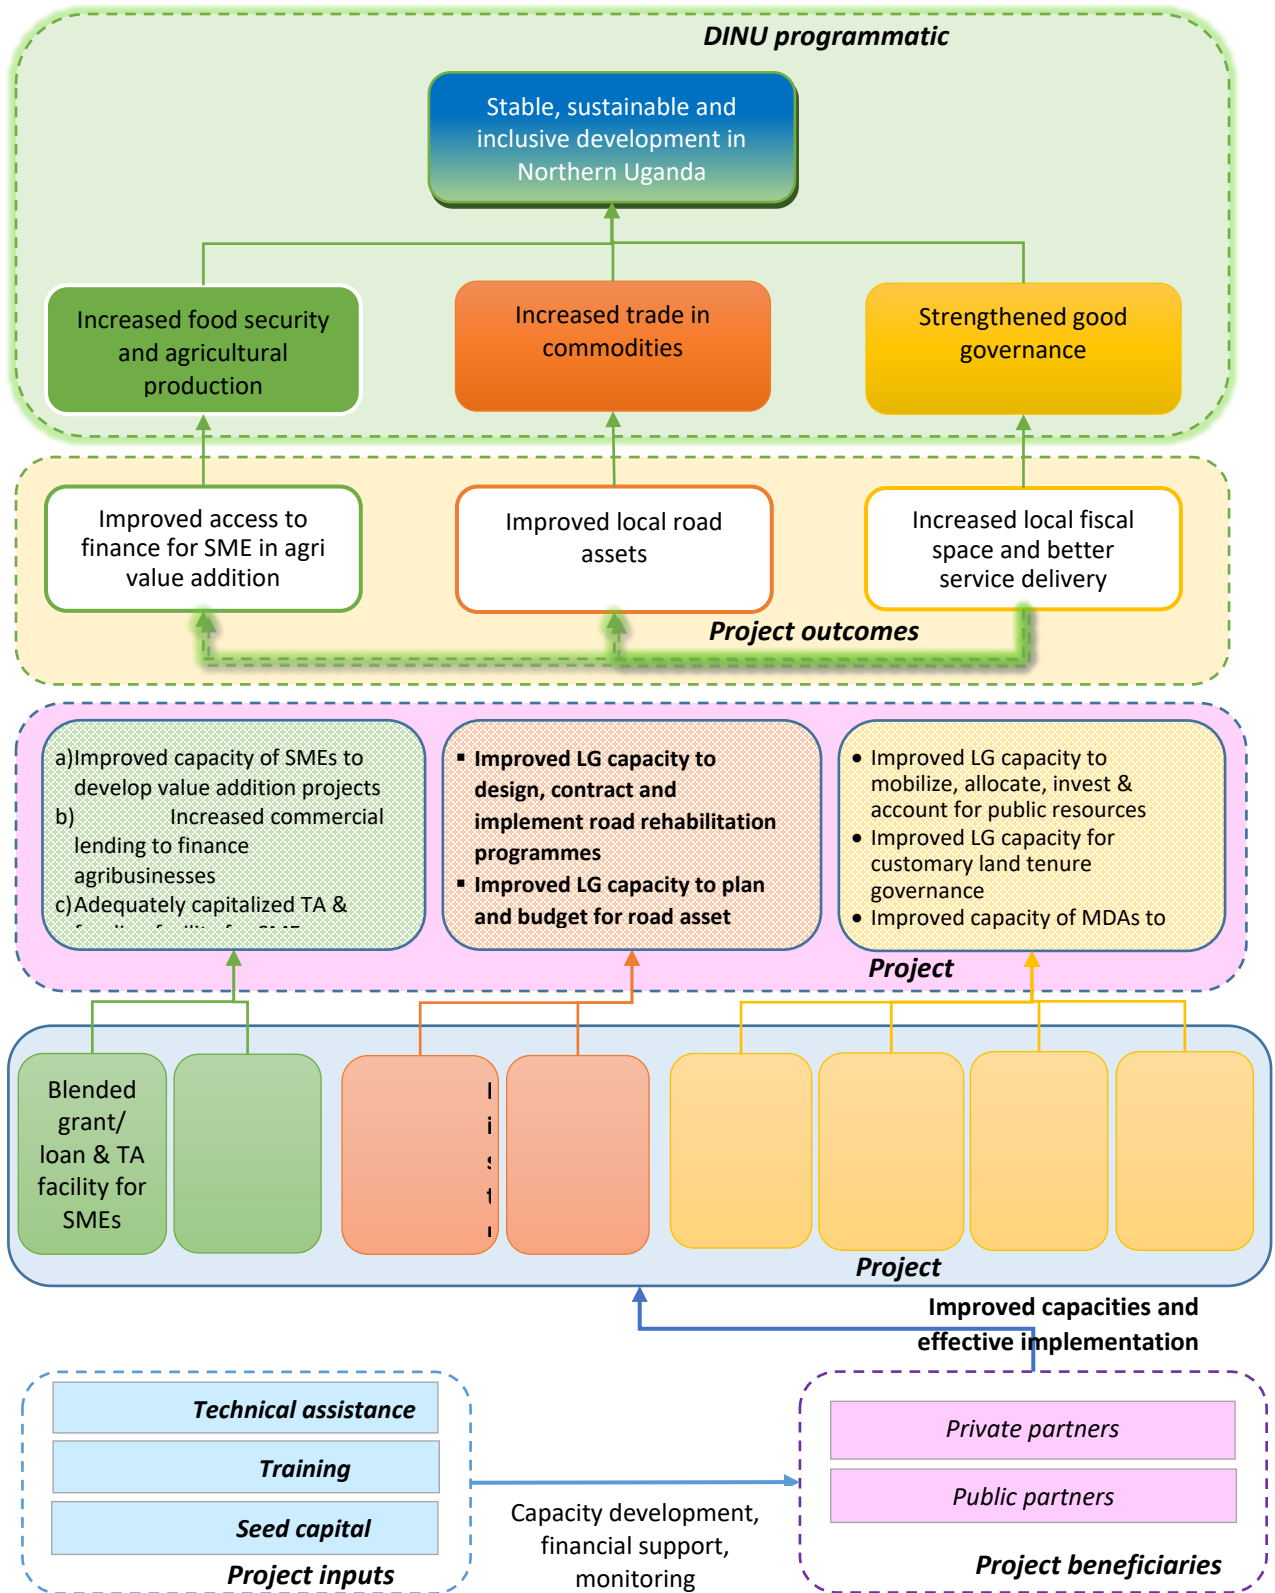 DINU programmatic
Stable, sustainable and
inclusive development in
Northern Uganda
Increased food security
and agricultural
production
Increased trade in
commodities
Strengthened good
governance
Improved access to
finance for SME in agri
value addition
Improved local road
assets
Increased local fiscal
space and better
service delivery
Project outcomes
a)Improved capacity of SMEs to
develop value addition projects
b) Increased commercial
lending to finance
agribusinesses
c)Adequately capitalized TA &
▪ Improved LG capacity to
design, contract and
implement road rehabilitation
programmes
▪ Improved LG capacity to plan
and budget for road asset
• Improved LG capacity to
mobilize, allocate, invest &
account for public resources
• Improved LG capacity for
customary land tenure
governance
• Improved capacity of MDAs to
Project
Blended
grant/
loan & TA
facility for
SMEs
Project
Improved capacities and
effective implementation
Technical assistance
Training
Seed capital
Project inputs
Capacity development,
financial support,
monitoring
Private partners
Public partners
Project beneficiaries